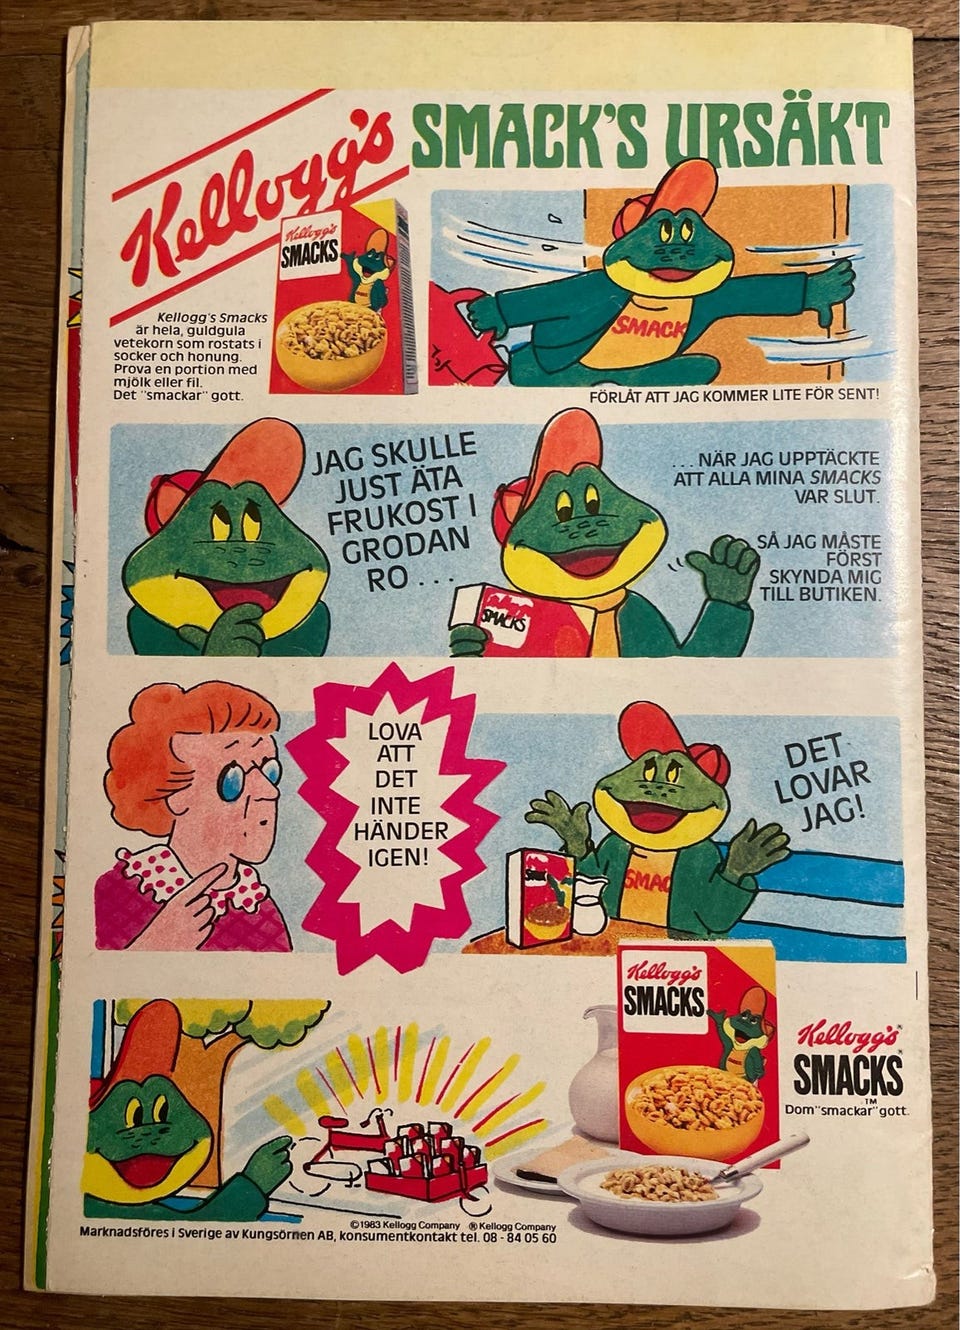 Kellogg's
SMACK'S URSÄKT
Kellogg's
SMACKS
Kellogg's Smacks
är hela, guldgula
vetekorn som rostats i
socker och honung.
Prova en portion med
mjölk eller fil.
Det "smackar" gott.
SMACK
FÖRLÅT ATT JAG KOMMER LITE FÖR SENT!
JAG SKULLE
JUST ÄTA
FRUKOST I
GRODAN
RO ...
Kellogg's
SMACKS
...NÄR JAG UPPTÄCKTE
ATT ALLA MINA SMACKS
VAR SLUT.
SÅ JAG MÅSTE
FÖRST
SKYNDA MIG
TILL BUTIKEN.
LOVA
ATT
DET
INTE
HÄNDER
IGEN!
DET
LOVAR
JAG!
SMAC
Kellogg's
SMACKS
Kellogg's®
SMACKS®
TM
Dom "smackar" gott.
©1983 Kellogg Company ® Kellogg Company
Marknadsföres i Sverige av Kungsörnen AB, konsumentkontakt tel. 08 - 84 05 60